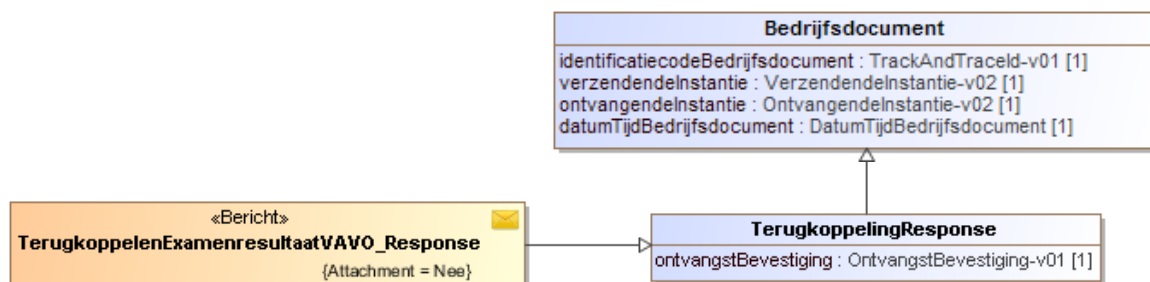 Bedrijfsdocument
identificatiecodeBedrijfsdocument : TrackAndTraceId-v01 [1]
verzendendeInstantie : VerzendendeInstantie-v02 [1]
ontvangendeInstantie : OntvangendeInstantie-v02 [1]
datumTijdBedrijfsdocument : DatumTijdBedrijfsdocument [1]
«Bericht»
TerugkoppelenExamenresultaatVAVO_Response
{Attachment = Nee}
TerugkoppelingResponse
ontvangstBevestiging : OntvangstBevestiging-v01 [1]